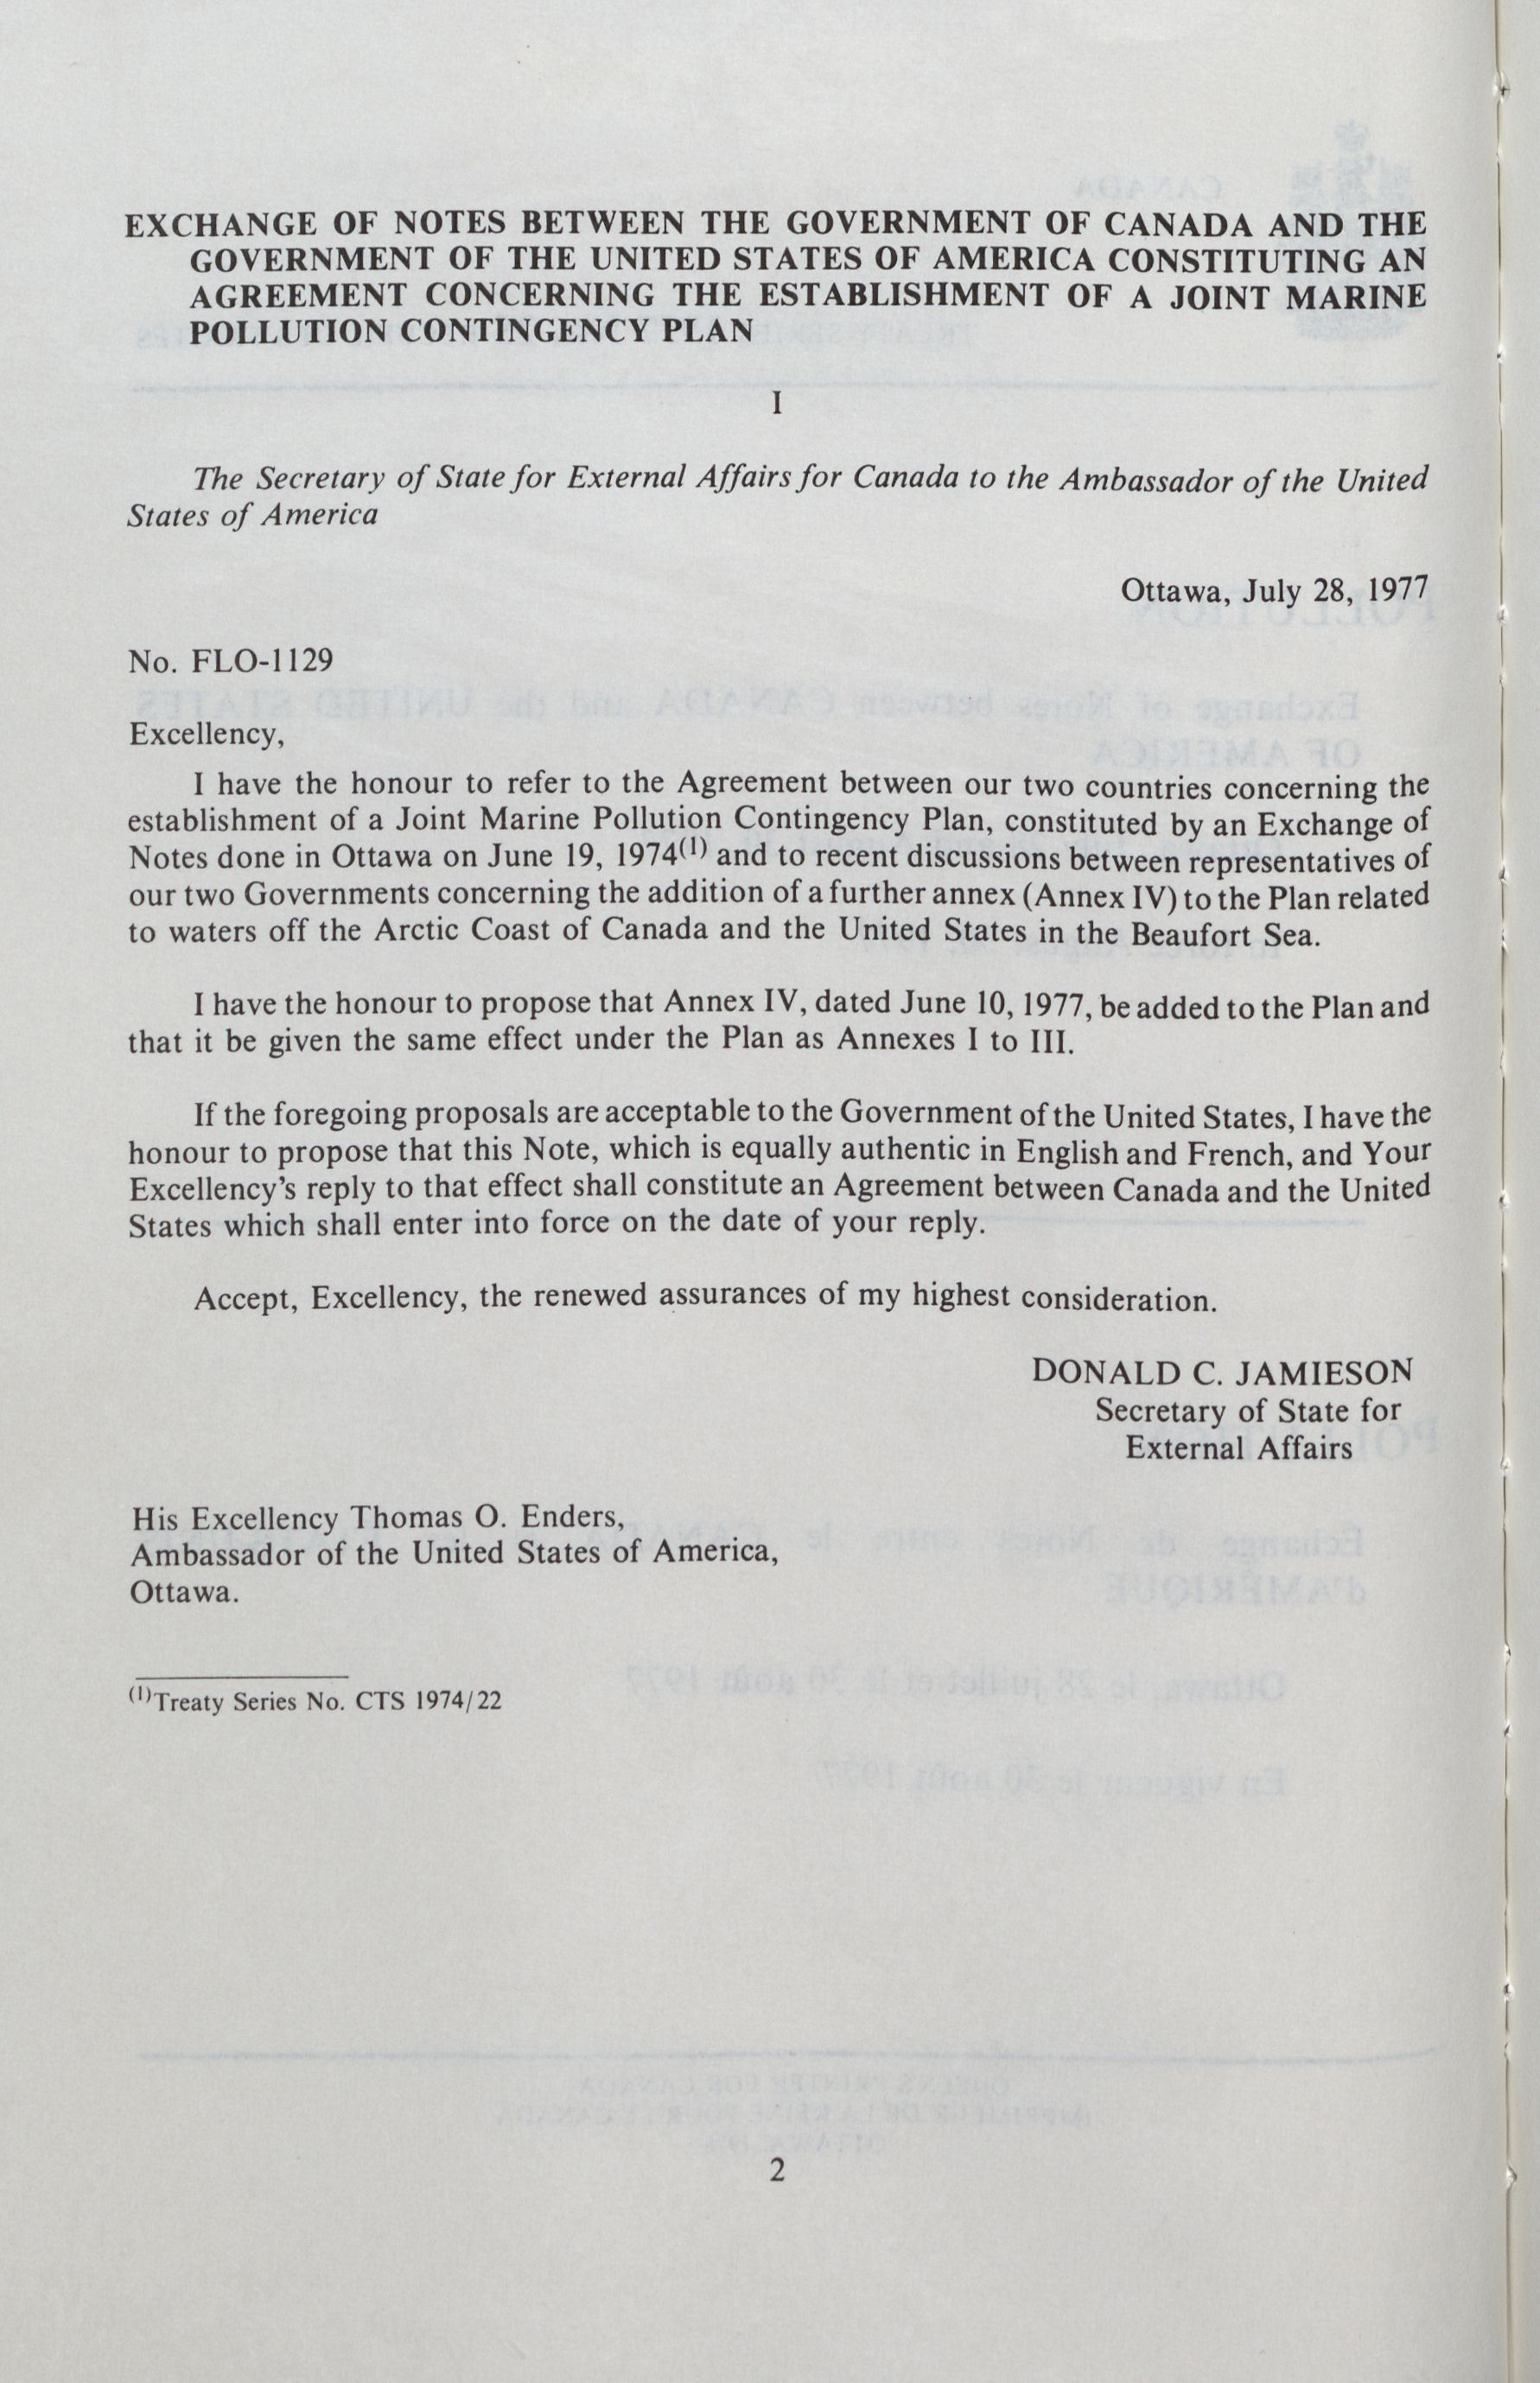 EXCHANGE OF NOTES BETWEEN THE GOVERNMENT OF CANADA AND THE
GOVERNMENT OF THE UNITED STATES OF AMERICA CONSTITUTING AN
AGREEMENT CONCERNING THE ESTABLISHMENT OF A JOINT MARINE
POLLUTION CONTINGENCY PLAN
I
The Secretary of State for External Affairs for Canada to the Ambassador of the United
States of America
Ottawa, July 28, 1977
No. FLO-1129
Excellency,
I have the honour to refer to the Agreement between our two countries concerning the
establishment of a Joint Marine Pollution Contingency Plan, constituted by an Exchange of
Notes done in Ottawa on June 19, 1974(1) and to recent discussions between representatives of
our two Governments concerning the addition of a further annex (Annex IV) to the Plan related
to waters off the Arctic Coast of Canada and the United States in the Beaufort Sea.
I have the honour to propose that Annex IV, dated June 10, 1977, be added to the Plan and
that it be given the same effect under the Plan as Annexes I to III.
If the foregoing proposals are acceptable to the Government of the United States, I have the
honour to propose that this Note, which is equally authentic in English and French, and Your
Excellency's reply to that effect shall constitute an Agreement between Canada and the United
States which shall enter into force on the date of your reply.
Accept, Excellency, the renewed assurances of my highest consideration.
DONALD C. JAMIESON
Secretary of State for
External Affairs
His Excellency Thomas O. Enders,
Ambassador of the United States of America,
Ottawa.
(1)Treaty Series No. CTS 1974/22
2